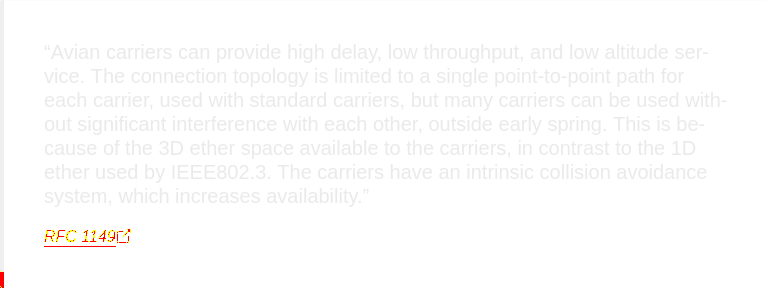 “Avian carriers can provide high delay, low throughput, and low altitude ser-
vice. The connection topology is limited to a single point-to-point path for
each carrier, used with standard carriers, but many carriers can be used with-
out significant interference with each other, outside early spring. This is be-
cause of the 3D ether space available to the carriers, in contrast to the 1D
ether used by IEEE802.3. The carriers have an intrinsic collision avoidance
system, which increases availability.”
RFC 1149